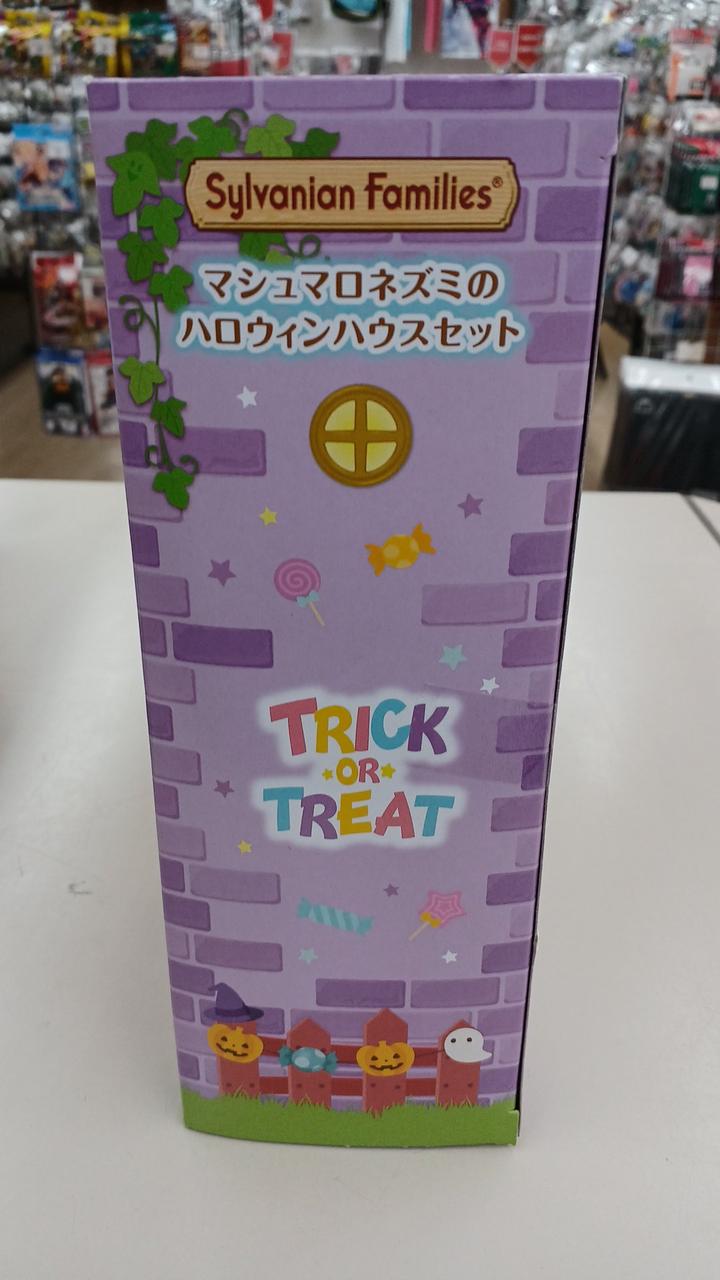 Sylvanian Families®
マシュマロネズミの
ハロウィンハウスセット
TRICK
OR
TREAT